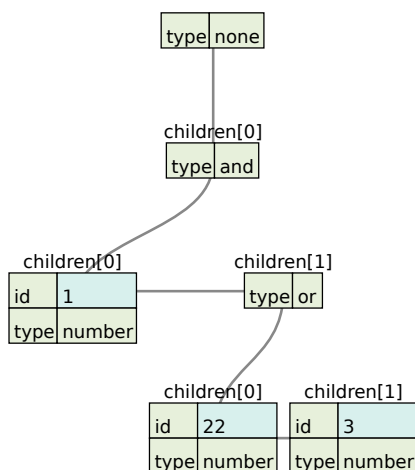 type none
children[0]
type and
children[0]
id 1
type number
children[1]
type or
children[0]
id 22
type number
children[1]
id 3
type number